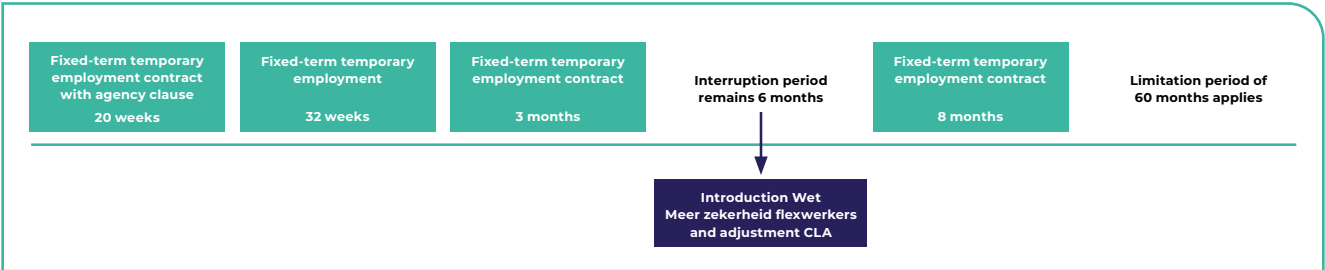 Fixed-term temporary
employment contract
with agency clause
20 weeks
Fixed-term temporary
employment
32 weeks
Fixed-term temporary
employment contract
3 months
Interruption period
remains 6 months
Fixed-term temporary
employment contract
8 months
Limitation period of
60 months applies
Introduction Wet
Meer zekerheid flexwerkers
and adjustment CLA